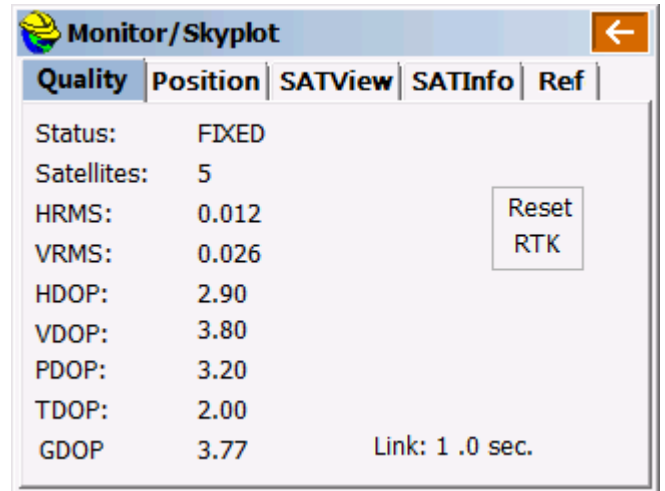 Monitor/Skyplot
Quality Position SATView SATInfo Ref
Status: FIXED
Satellites: 5
HRMS: 0.012
VRMS: 0.026
HDOP: 2.90
VDOP: 3.80
PDOP: 3.20
TDOP: 2.00
GDOP 3.77
Reset
RTK
Link: 1 .0 sec.